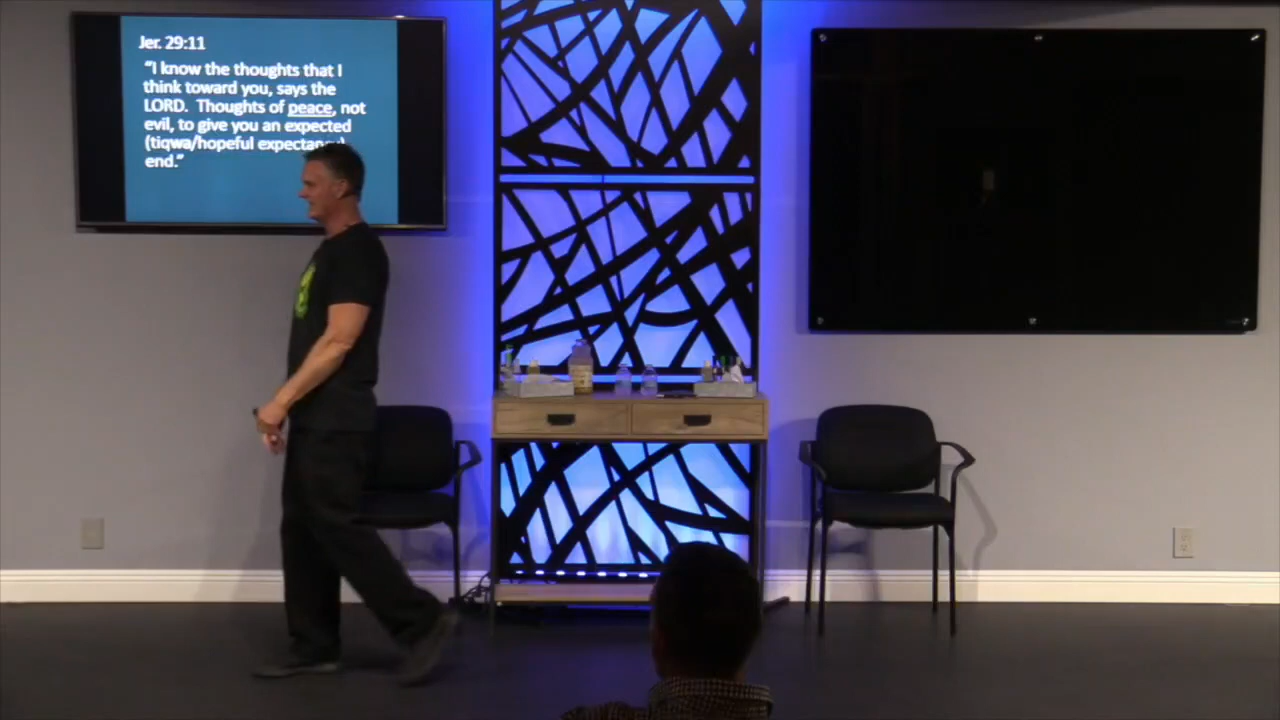 Jer. 29:11
“I know the thoughts that I
think toward you, says the
LORD. Thoughts of peace, not
evil, to give you an expected
(tiqwa/hopeful expectancy)
end.”